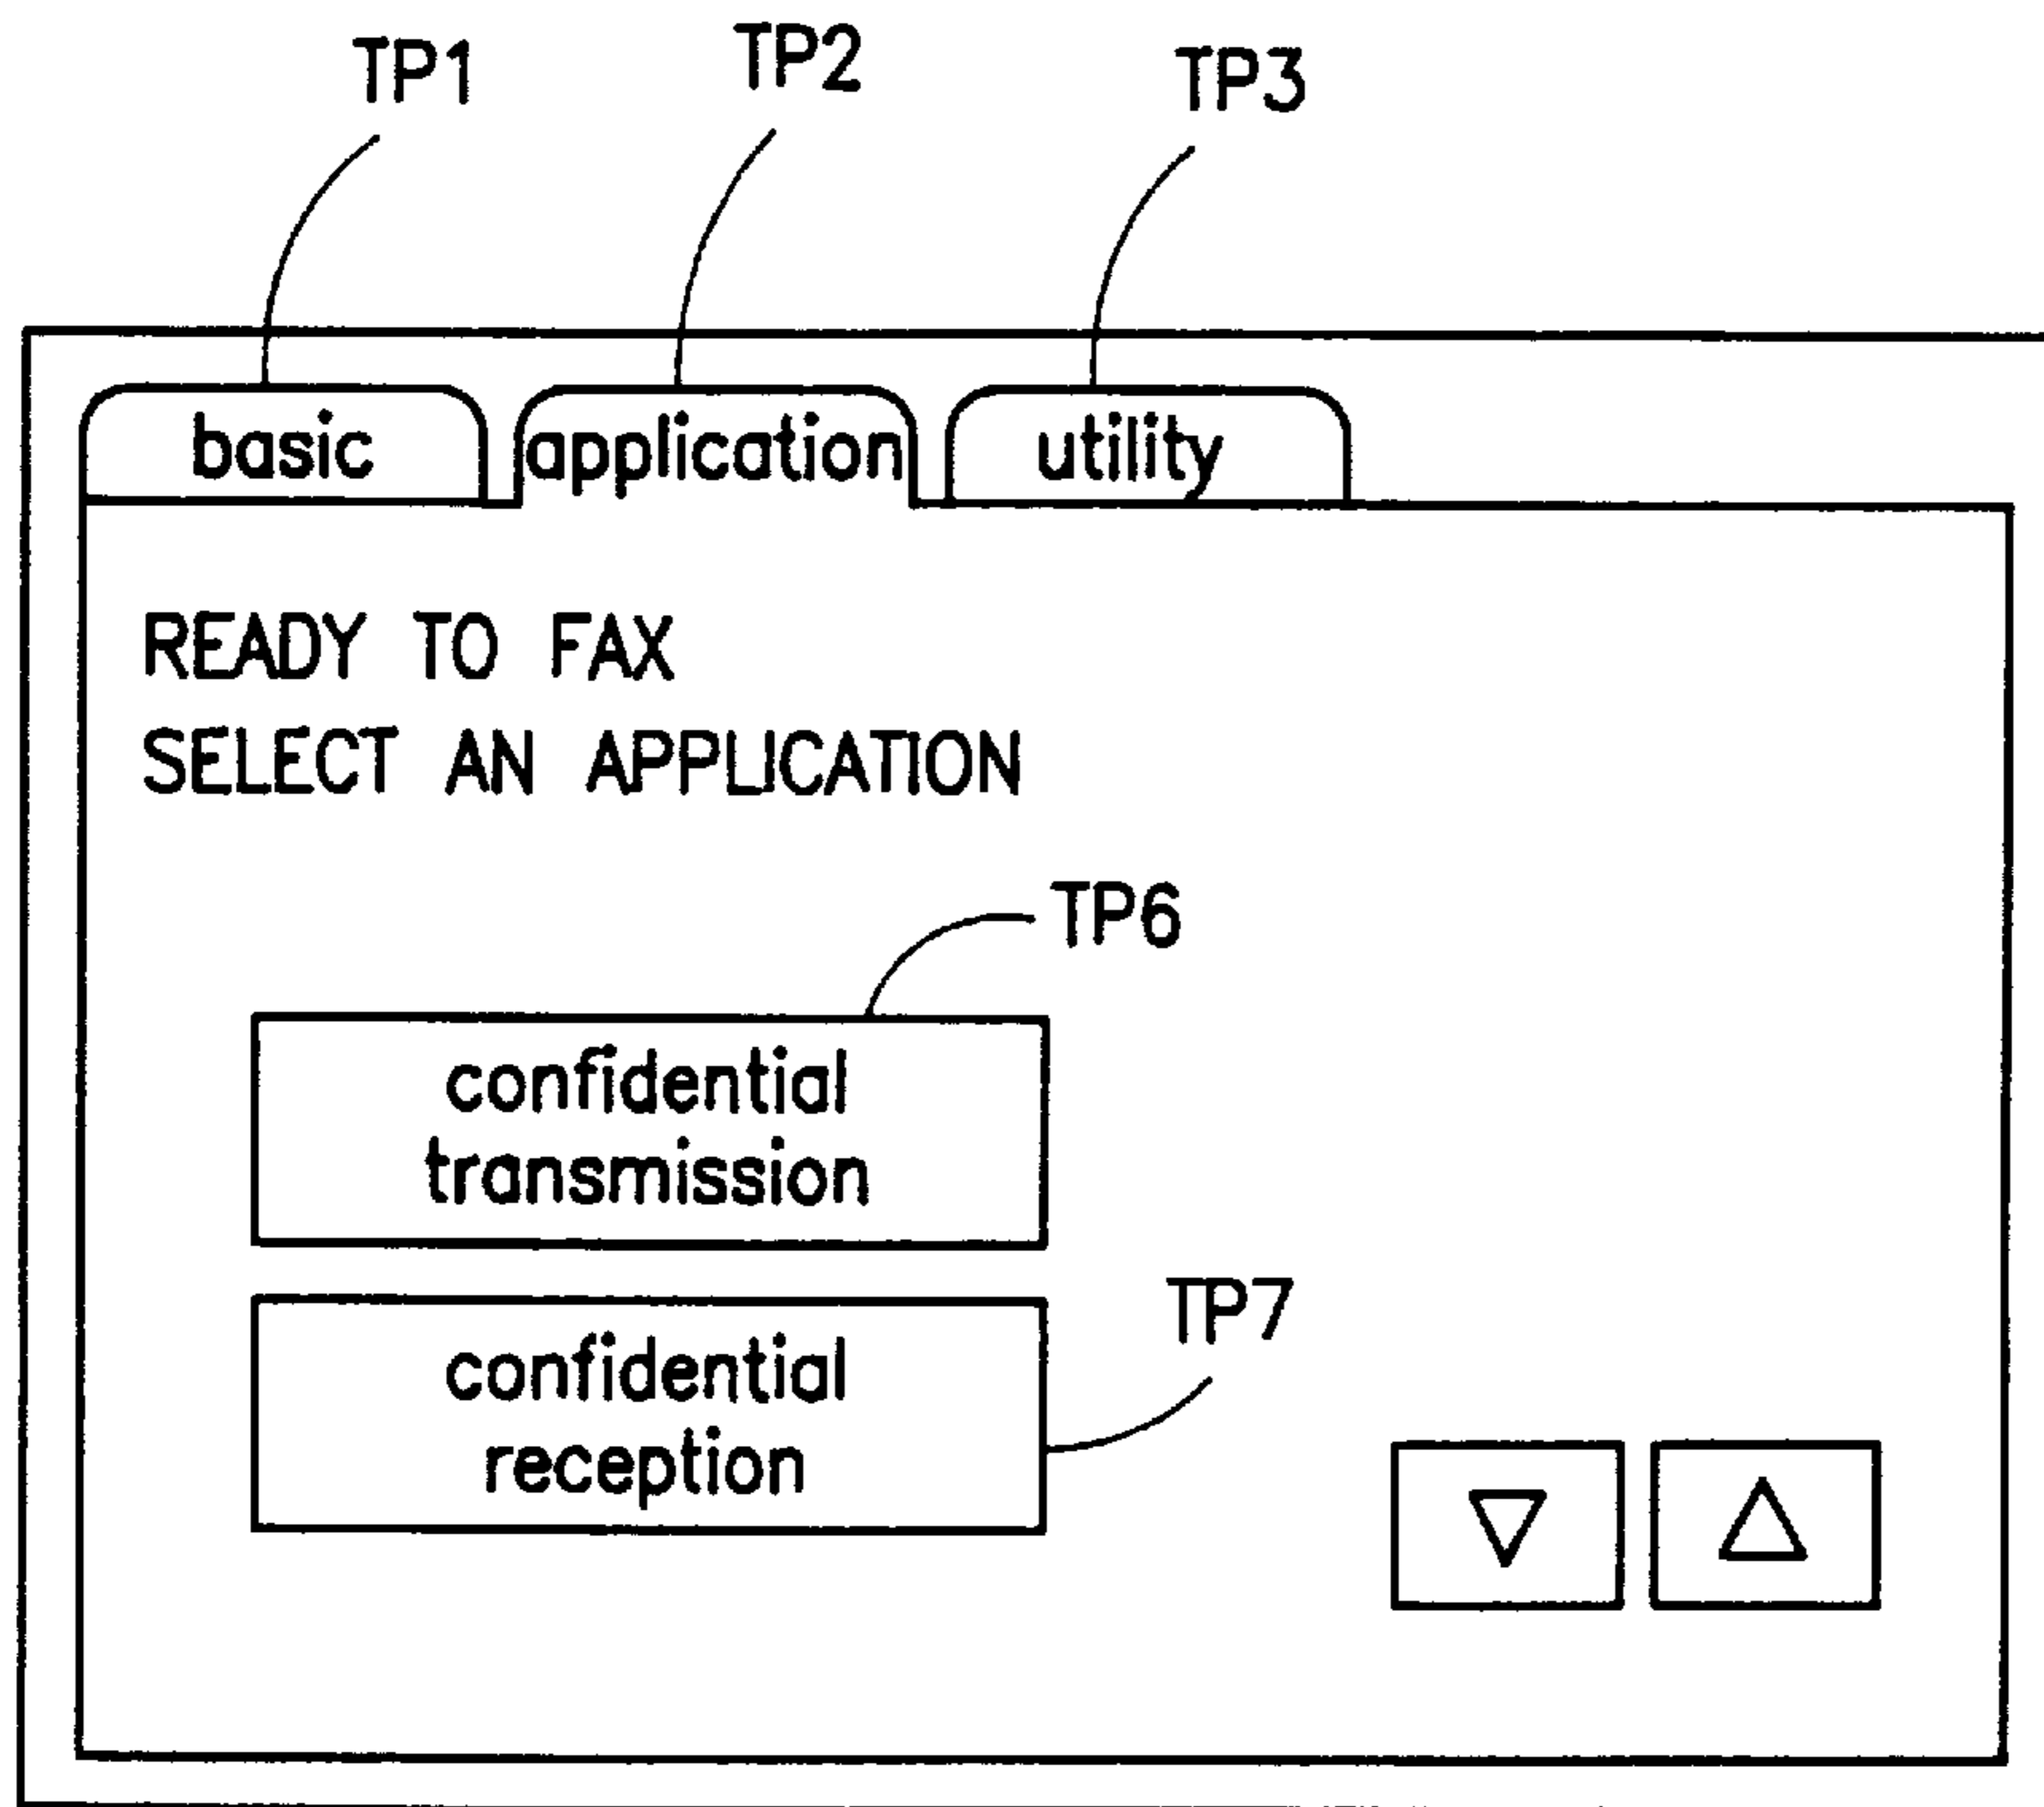 TP1 TP2 TP3
basic application utility
READY TO FAX
SELECT AN APPLICATION
TP6
confidential
transmission
TP7
confidential
reception